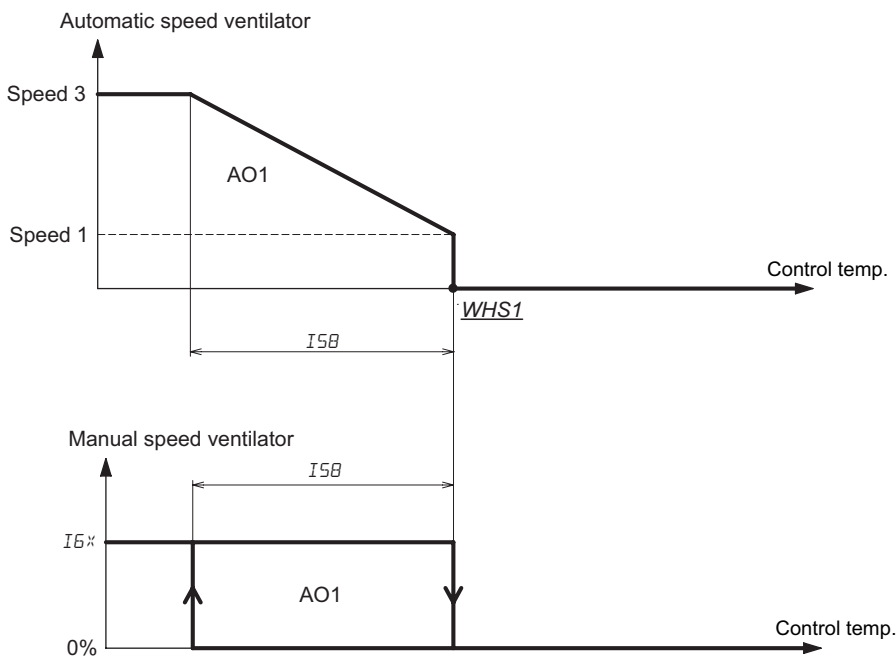 Automatic speed ventilator
Speed 3
AO1
Speed 1
Control temp.
WHS1
I58
Manual speed ventilator
I58
I6x
AO1
Control temp.
0%